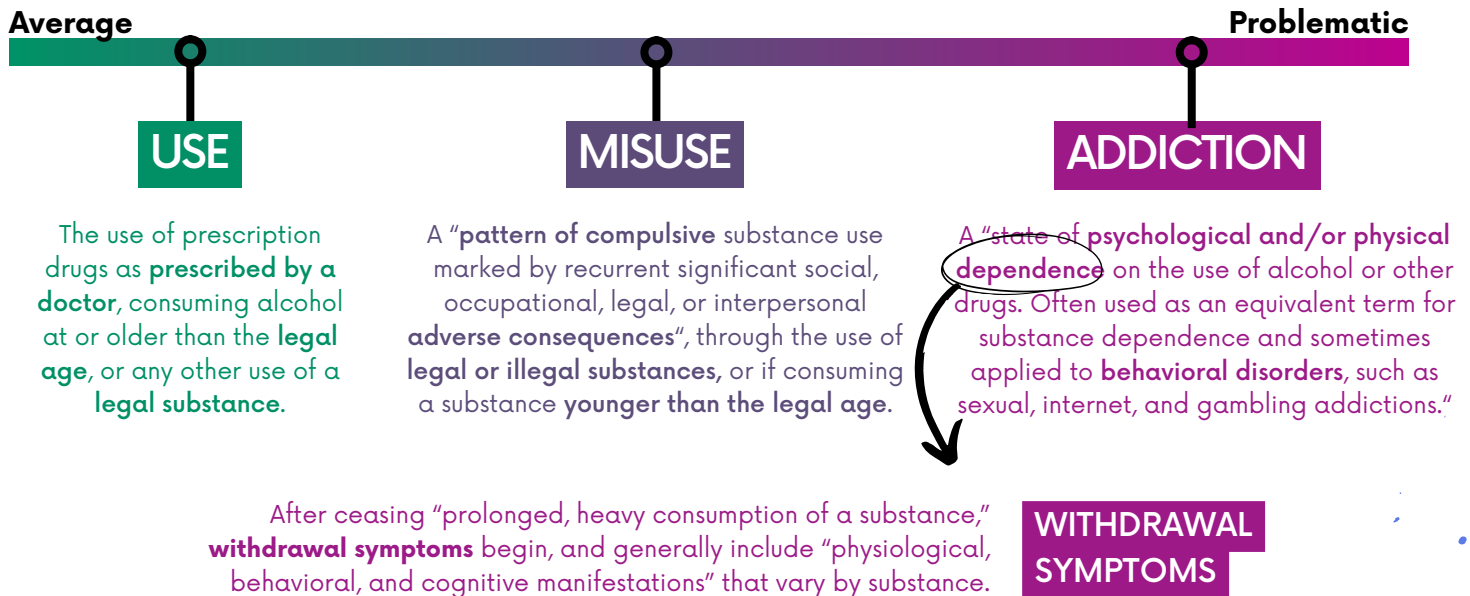 Average
Problematic
USE
The use of prescription
drugs as prescribed by a
doctor, consuming alcohol
at or older than the legal
age, or any other use of a
legal substance.
MISUSE
A “pattern of compulsive substance use
marked by recurrent significant social,
occupational, legal, or interpersonal
adverse consequences“, through the use of
legal or illegal substances, or if consuming
a substance younger than the legal age.
ADDICTION
A “state of psychological and/or physical
dependence on the use of alcohol or other
drugs. Often used as an equivalent term for
substance dependence and sometimes
applied to behavioral disorders, such as
sexual, internet, and gambling addictions.“
After ceasing “prolonged, heavy consumption of a substance,”
withdrawal symptoms begin, and generally include “physiological,
behavioral, and cognitive manifestations” that vary by substance.
WITHDRAWAL
SYMPTOMS